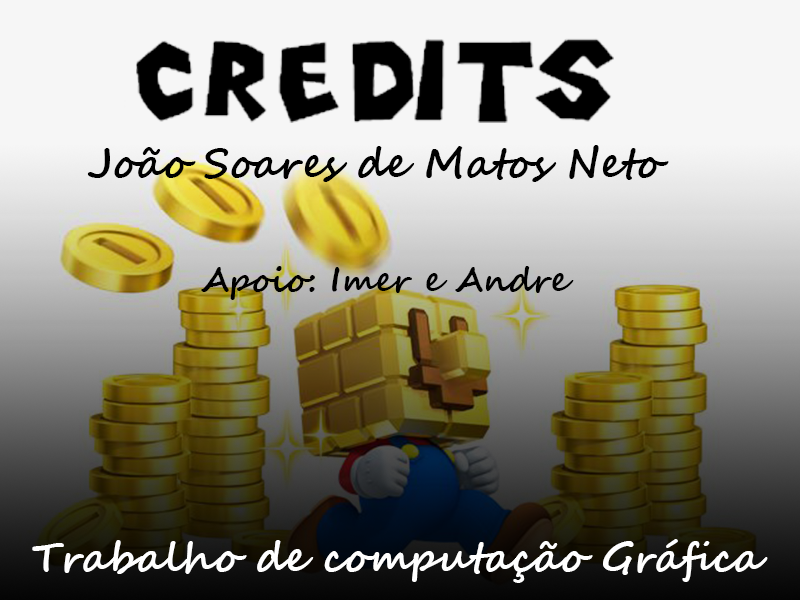 CREDITS
João Soares de Matos Neto
Apoio: Imer e Andre
Trabalho de computação Gráfica